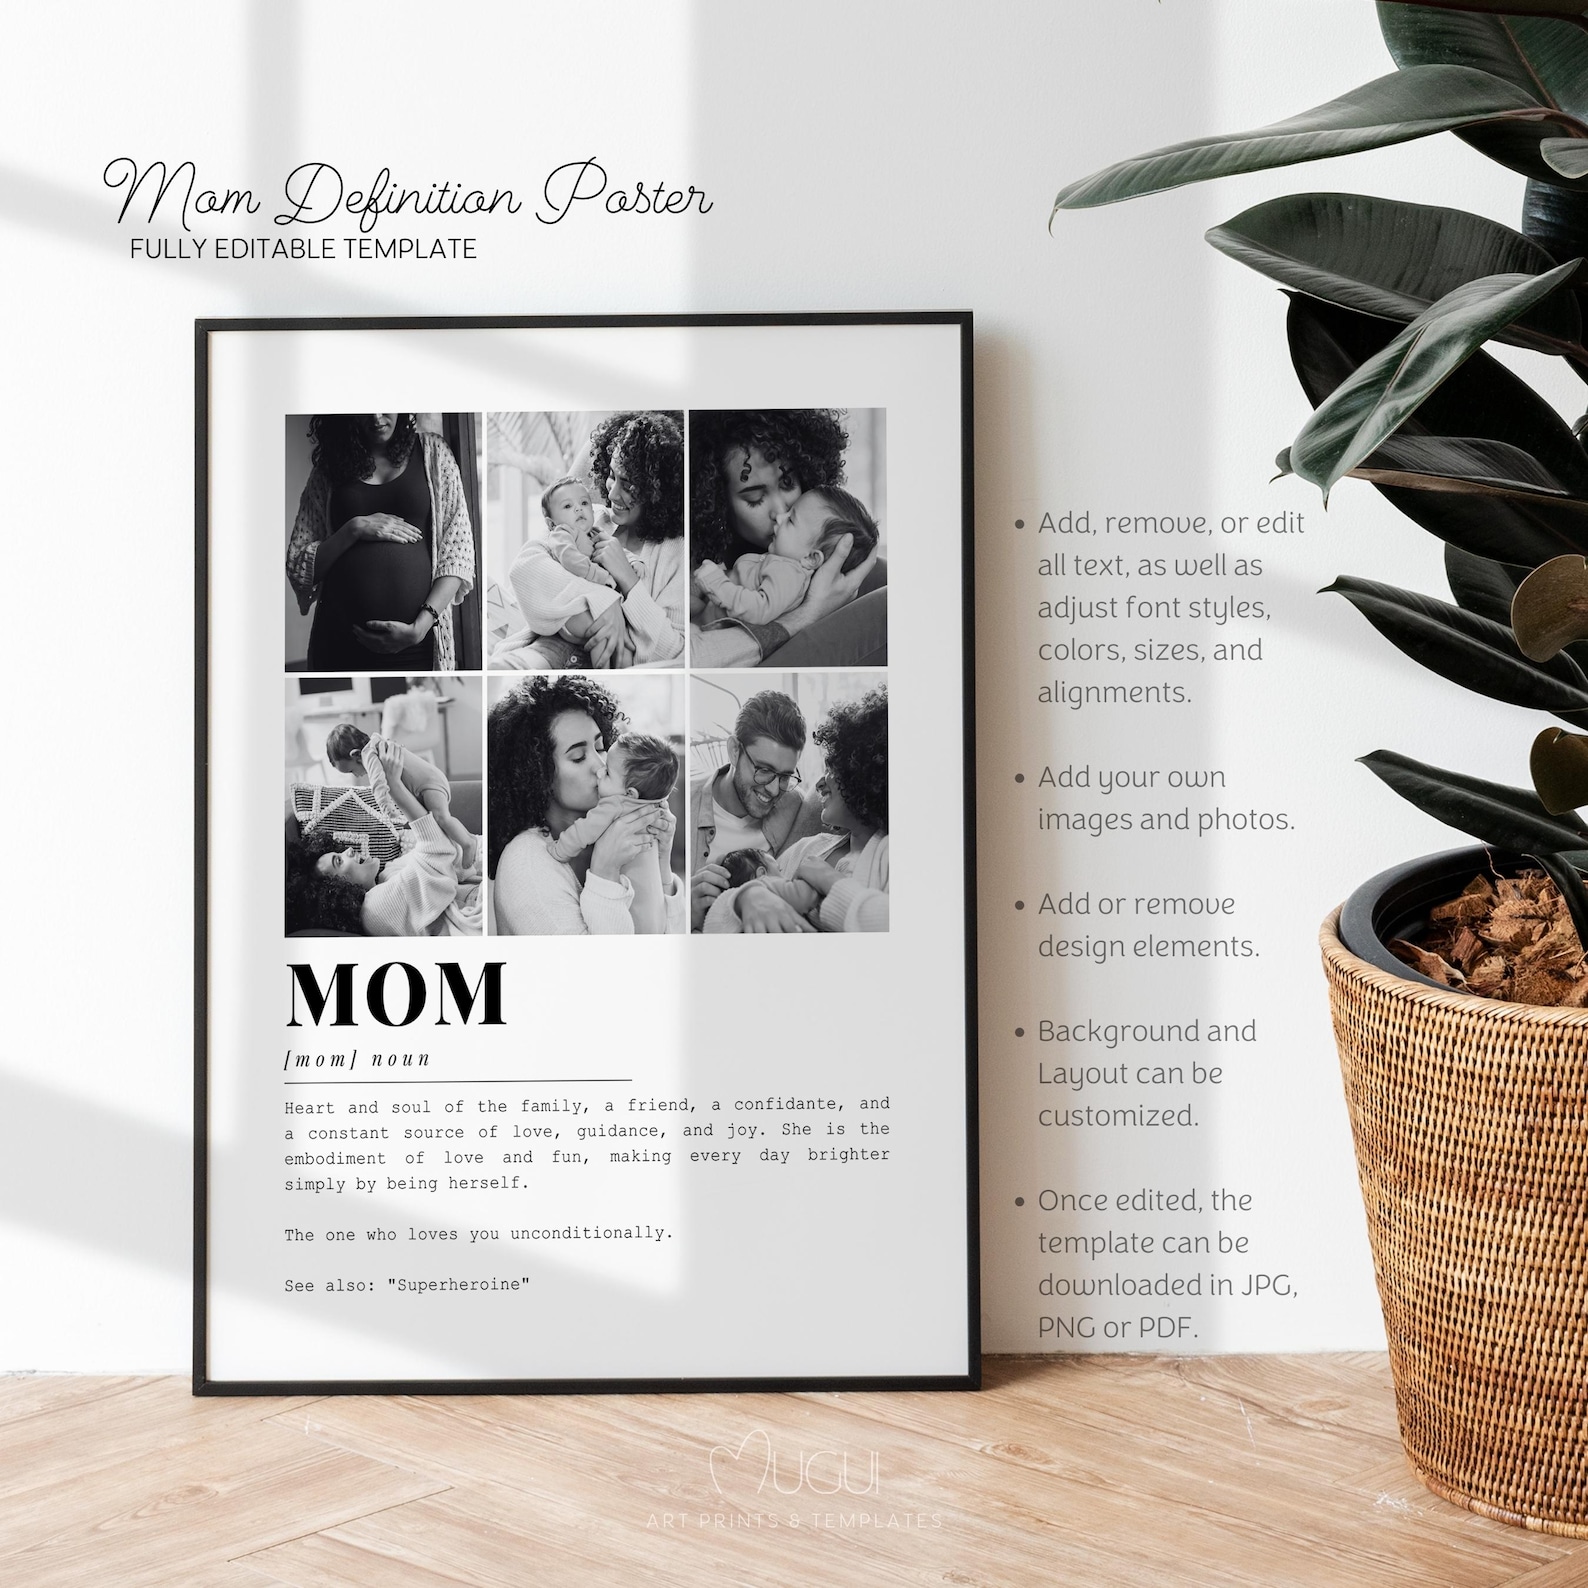 Mom Definition Poster
FULLY EDITABLE TEMPLATE
MOM
[mom] noun
Heart and soul of the family, a friend, a confidante, and
a constant source of love, guidance, and joy. She is the
embodiment of love and fun, making every day brighter
simply by being herself.
The one who loves you unconditionally.
See also: "Superheroine"
• Add, remove, or edit
all text, as well as
adjust font styles,
colors, sizes, and
alignments.
• Add your own
images and photos.
• Add or remove
design elements.
• Background and
Layout can be
customized.
• Once edited, the
template can be
downloaded in JPG,
PNG or PDF.
MUGUI
ART PRINTS & TEMPLATES